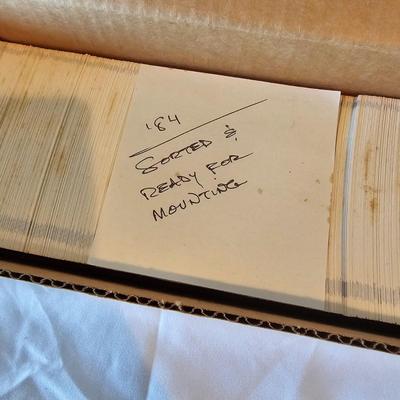 '84
SORTED &
READY FOR
MOUNTING